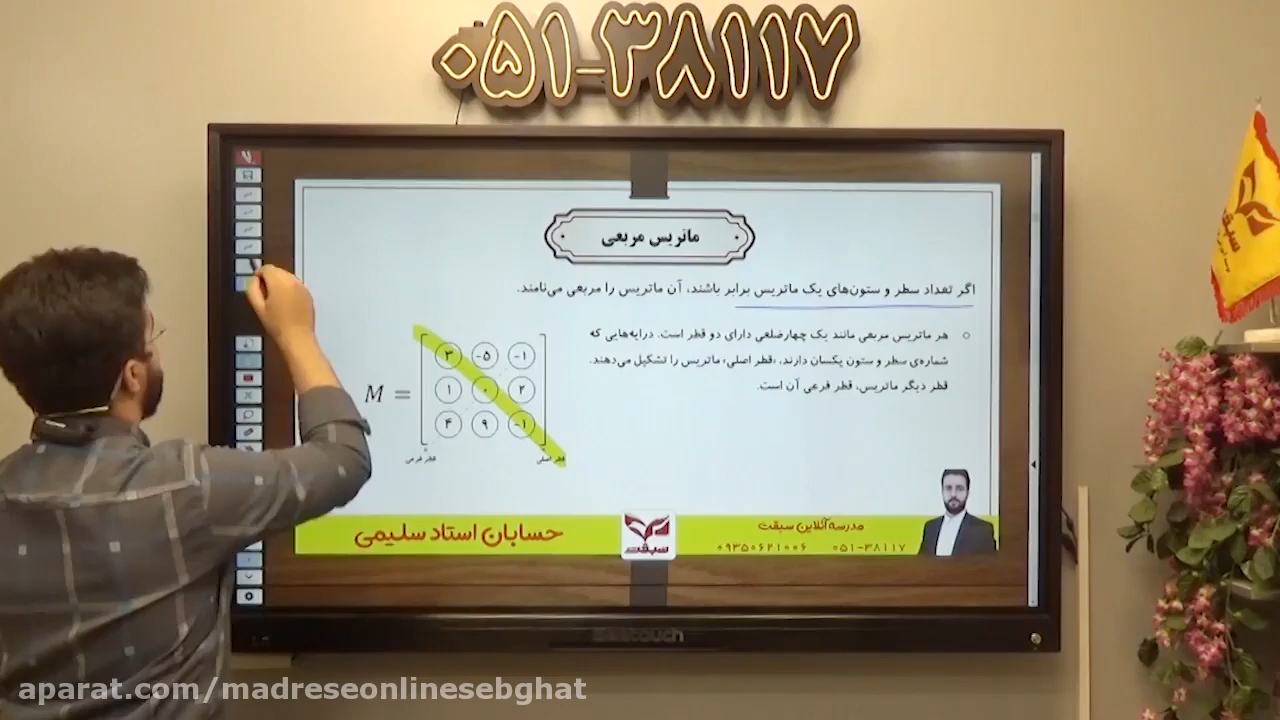 ۰۵۱-۳۸۱۱۷
ماتریس مربعی
اگر تعداد سطر و ستون‌های یک ماتریس برابر باشند، آن ماتریس را مربعی می‌نامند.
هر ماتریس مربعی مانند یک چهارضلعی دارای دو قطر است. درایه‌هایی که
شماره‌ی سطر و ستون یکسان دارند، «قطر اصلی» ماتریس را تشکیل می‌دهند.
قطر دیگر ماتریس، قطر فرعی آن است.
M =
۳ -۵ -۱
۱ ۰ ۲
۴ ۹ -۱
قطر فرعی
قطر اصلی
حسابان استاد سلیمی
سبقت
مدرسه آنلاین سبقت
۰۹۳۵۰۶۲۱۰۰۶ ۰۵۱-۳۸۱۱۷
سبقت
aparat.com/madreseonlinesebghat